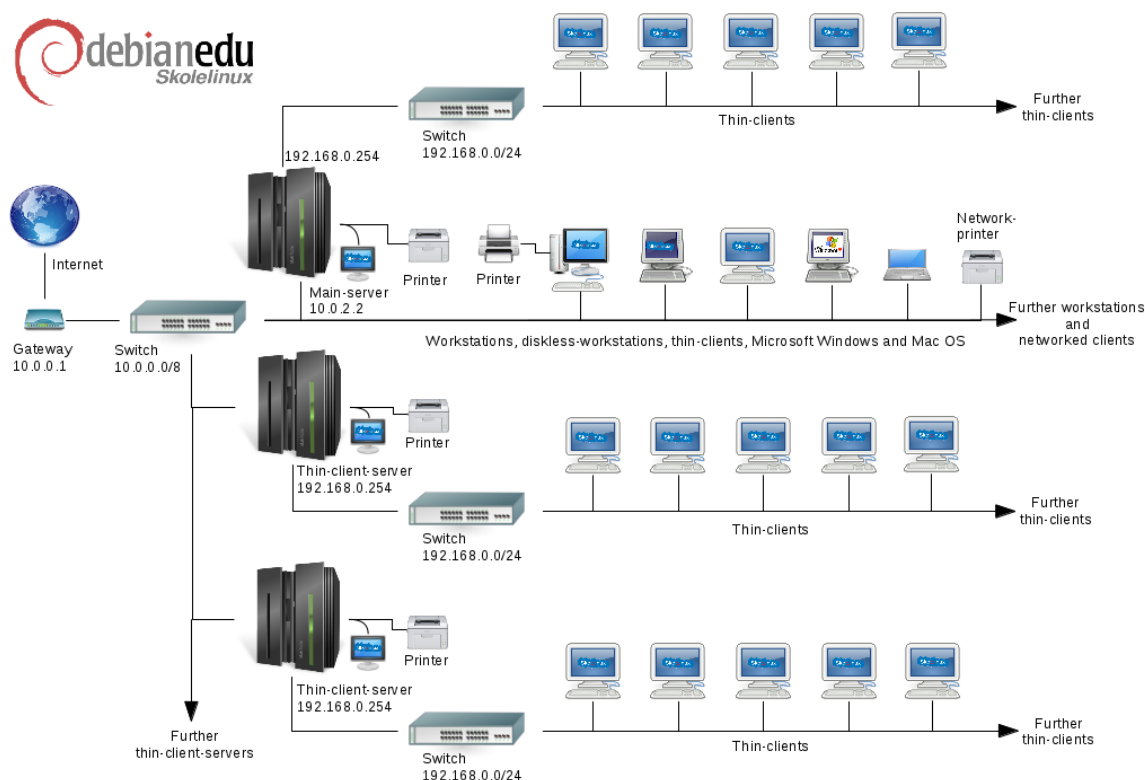 debianedu
Skolelinux
Switch
192.168.0.0/24
Thin-clients
Further
thin-clients
192.168.0.254
Internet
Main-server
10.0.2.2
Printer
Printer
Windows
Network-
printer
Gateway
10.0.0.1
Switch
10.0.0.0/8
Workstations, diskless-workstations, thin-clients, Microsoft Windows and Mac OS
Further workstations
and
networked clients
Printer
Thin-client-server
192.168.0.254
Switch
192.168.0.0/24
Thin-clients
Further
thin-clients
Printer
Thin-client-server
192.168.0.254
Switch
192.168.0.0/24
Thin-clients
Further
thin-clients
Further
thin-client-servers